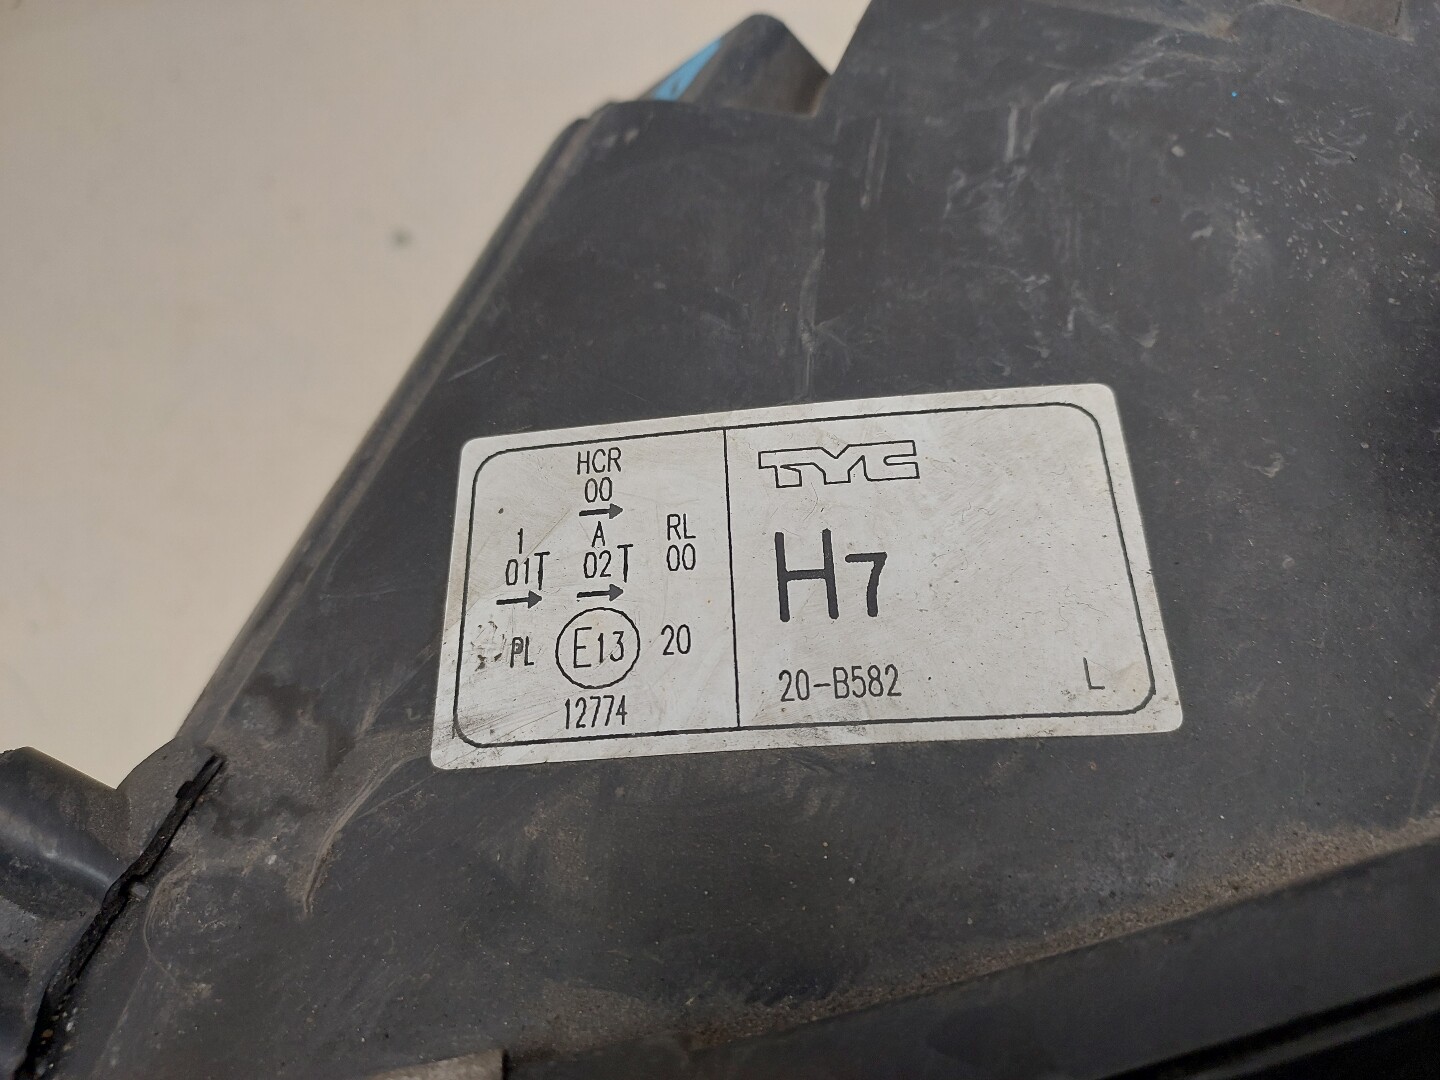 HCR
00
→
1 A RL
01T 02T 00
→ →
PL E13 20
12774
TYC
H7
20-B582 L